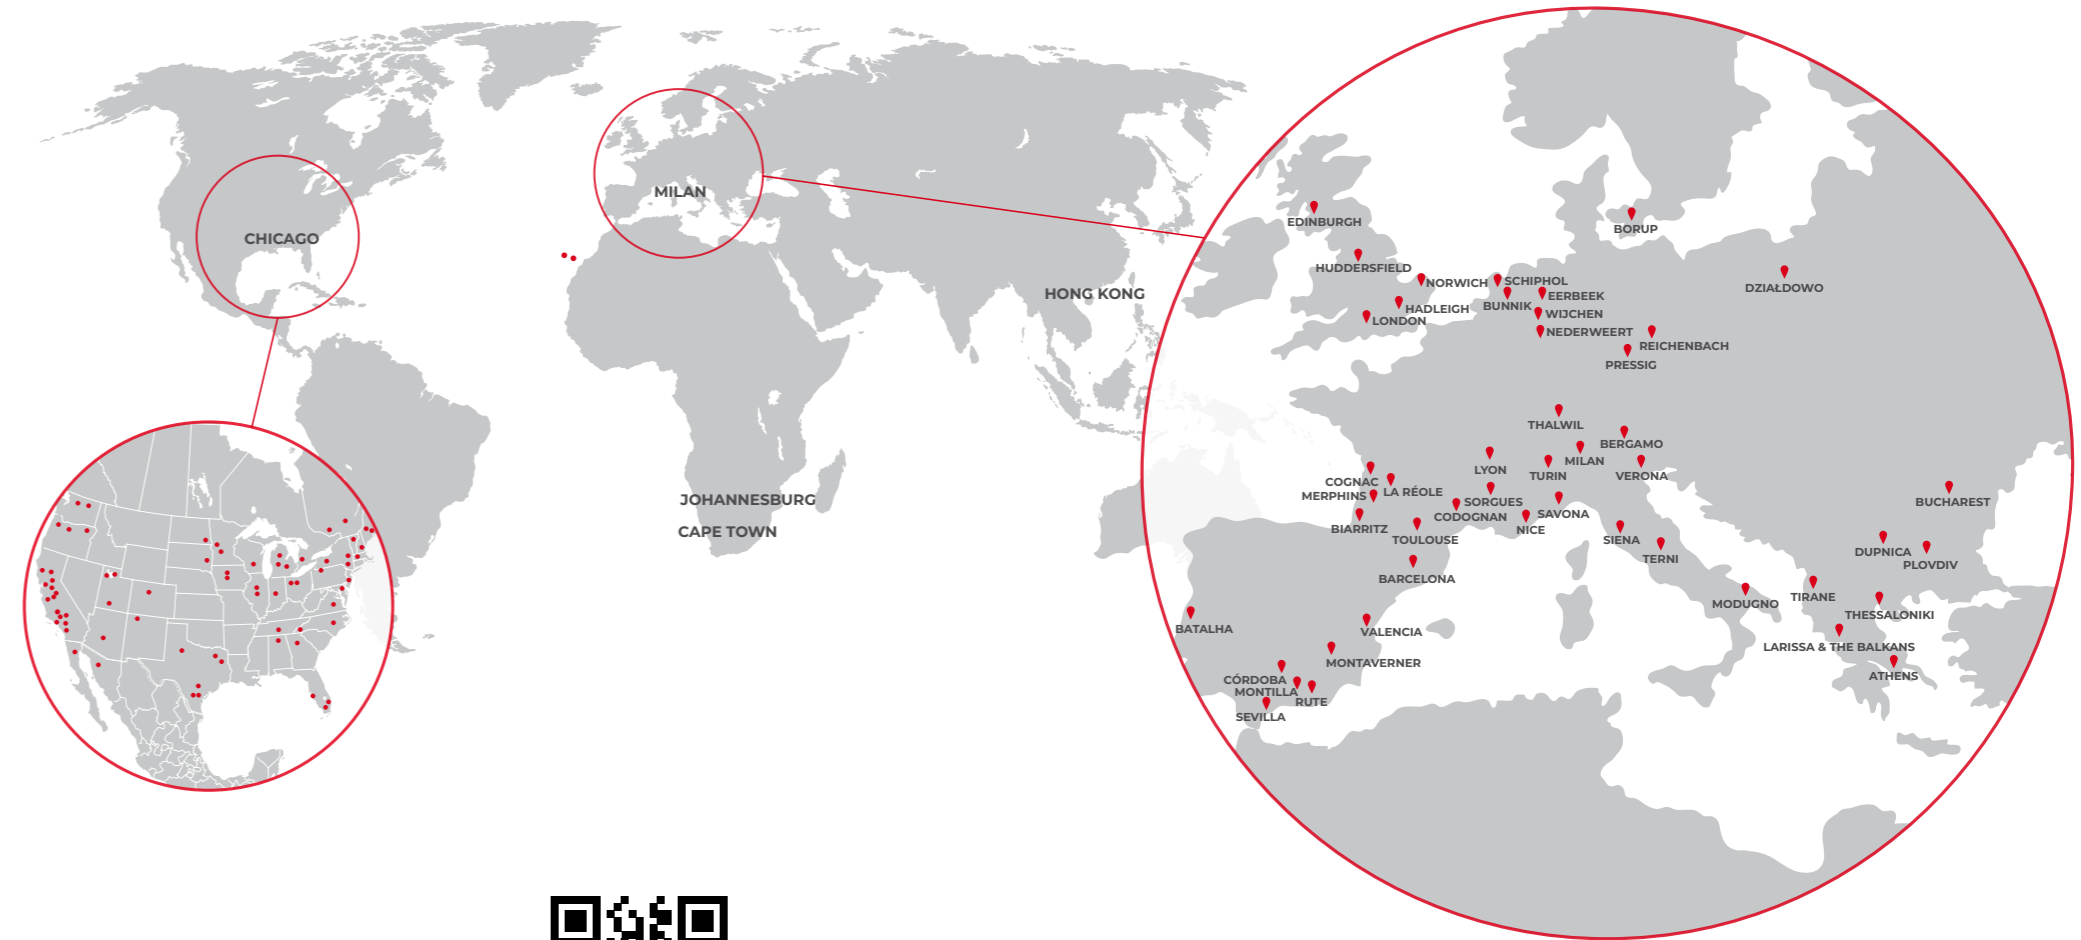 MILAN
CHICAGO
HONG KONG
JOHANNESBURG
CAPE TOWN
EDINBURGH
BORUP
HUDDERSFIELD
NORWICH
SCHIPHOL
DZIAŁDOWO
BUNNIK
EERBEEK
HADLEIGH
WIJCHEN
LONDON
NEDERWEERT
REICHENBACH
PRESSIG
THALWIL
BERGAMO
MILAN
LYON
TURIN
VERONA
COGNAC
LA RÉOLE
MERPHINS
SORGUES
BUCHAREST
SAVONA
CODOGNAN
BIARRITZ
NICE
TOULOUSE
SIENA
DUPNICA
TERNI
PLOVDIV
BARCELONA
TIRANE
MODUGNO
THESSALONIKI
BATALHA
VALENCIA
LARISSA & THE BALKANS
MONTAVERNER
ATHENS
CÓRDOBA
MONTILLA
RUTE
SEVILLA